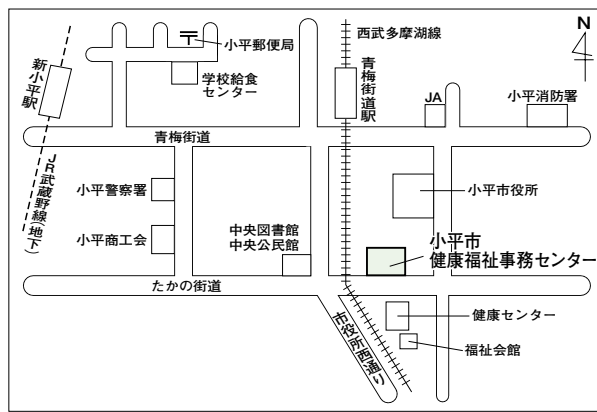 西武多摩湖線
N
小平郵便局
新小平駅
学校給食
センター
青梅街道駅
JA
小平消防署
青梅街道
JR武蔵野線(地下)
小平警察署
小平市役所
小平商工会
中央図書館
中央公民館
小平市
健康福祉事務センター
たかの街道
市役所西通り
健康センター
福祉会館